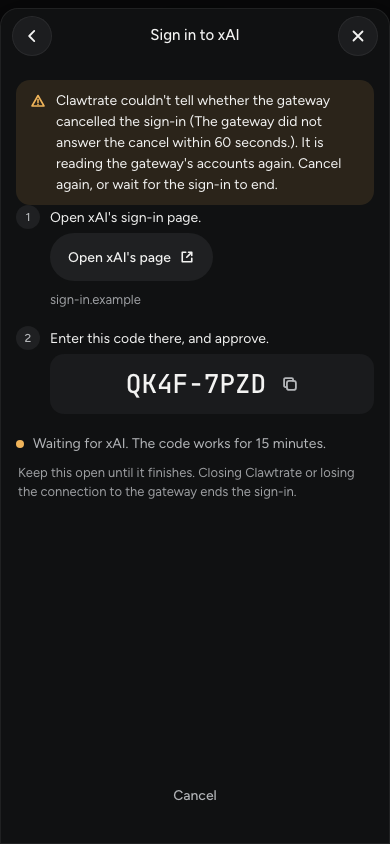 Sign in to xAI
Clawtrate couldn't tell whether the gateway
cancelled the sign-in (The gateway did not
answer the cancel within 60 seconds.). It is
reading the gateway's accounts again. Cancel
again, or wait for the sign-in to end.
1 Open xAI's sign-in page.
Open xAI's page
sign-in.example
2 Enter this code there, and approve.
QK4F-7PZD
Waiting for xAI. The code works for 15 minutes.
Keep this open until it finishes. Closing Clawtrate or losing
the connection to the gateway ends the sign-in.
Cancel